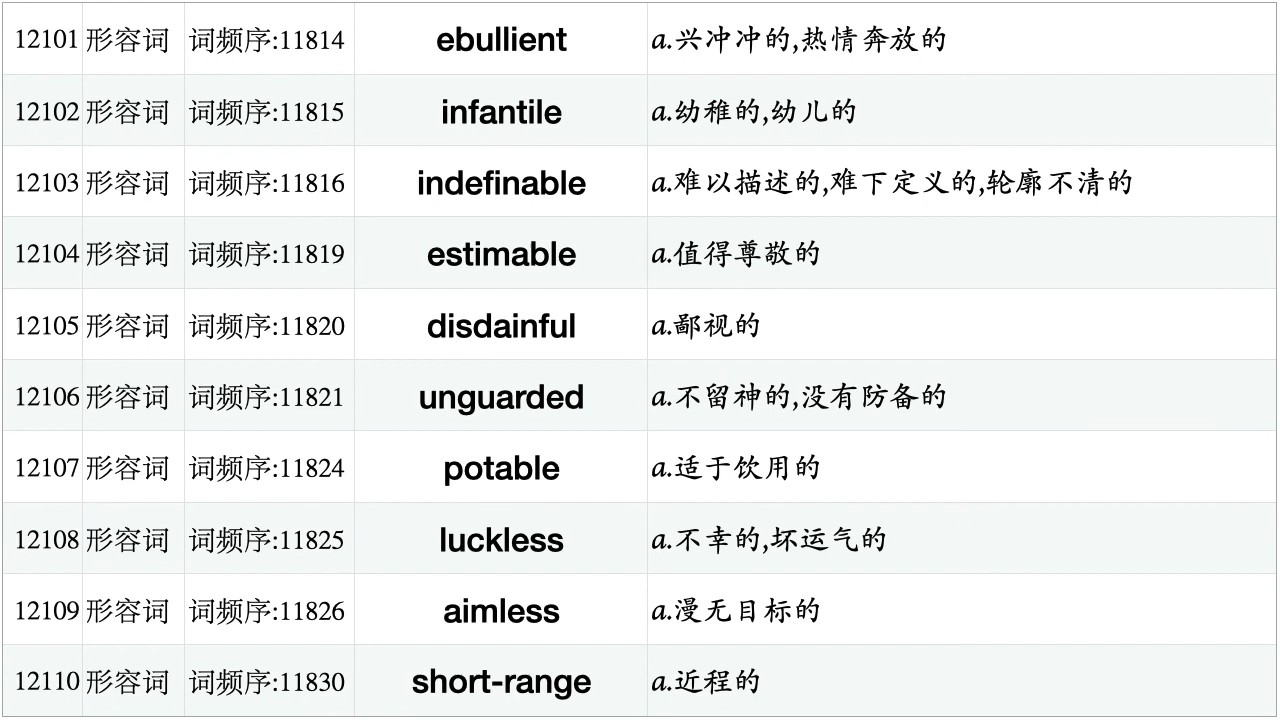 12101 形容词 词频序:11814 ebullient a.兴冲冲的,热情奔放的
12102 形容词 词频序:11815 infantile a.幼稚的,幼儿的
12103 形容词 词频序:11816 indefinable a.难以描述的,难下定义的,轮廓不清的
12104 形容词 词频序:11819 estimable a.值得尊敬的
12105 形容词 词频序:11820 disdainful a.鄙视的
12106 形容词 词频序:11821 unguarded a.不留神的,没有防备的
12107 形容词 词频序:11824 potable a.适于饮用的
12108 形容词 词频序:11825 luckless a.不幸的,坏运气的
12109 形容词 词频序:11826 aimless a.漫无目标的
12110 形容词 词频序:11830 short-range a.近程的